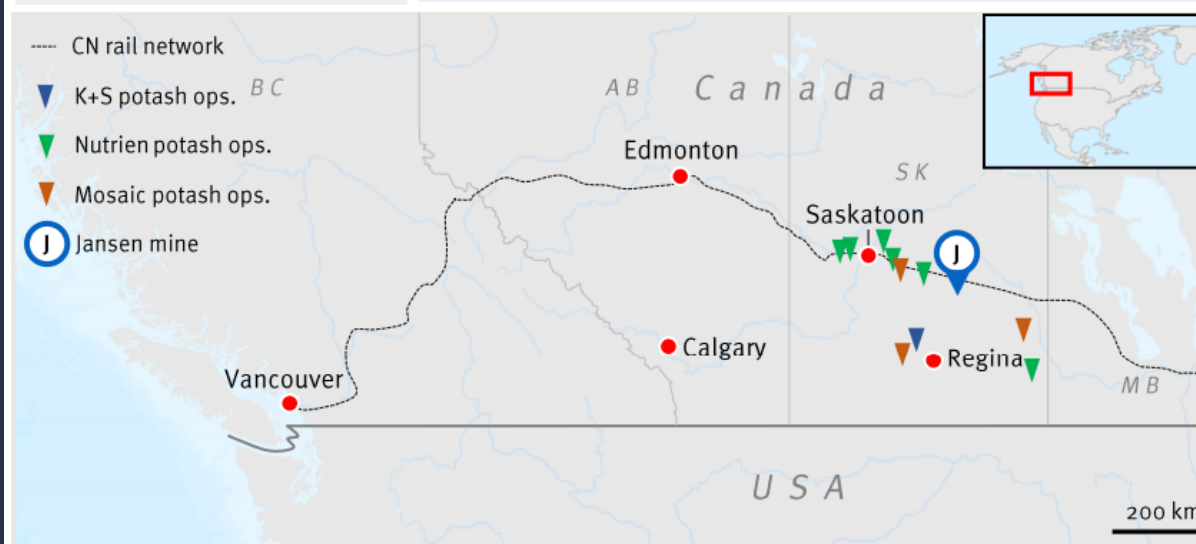 CN rail network
K+S potash ops.
Nutrien potash ops.
Mosaic potash ops.
J Jansen mine
BC
AB
Canada
SK
Edmonton
Saskatoon
J
Calgary
Regina
Vancouver
MB
USA
200 km